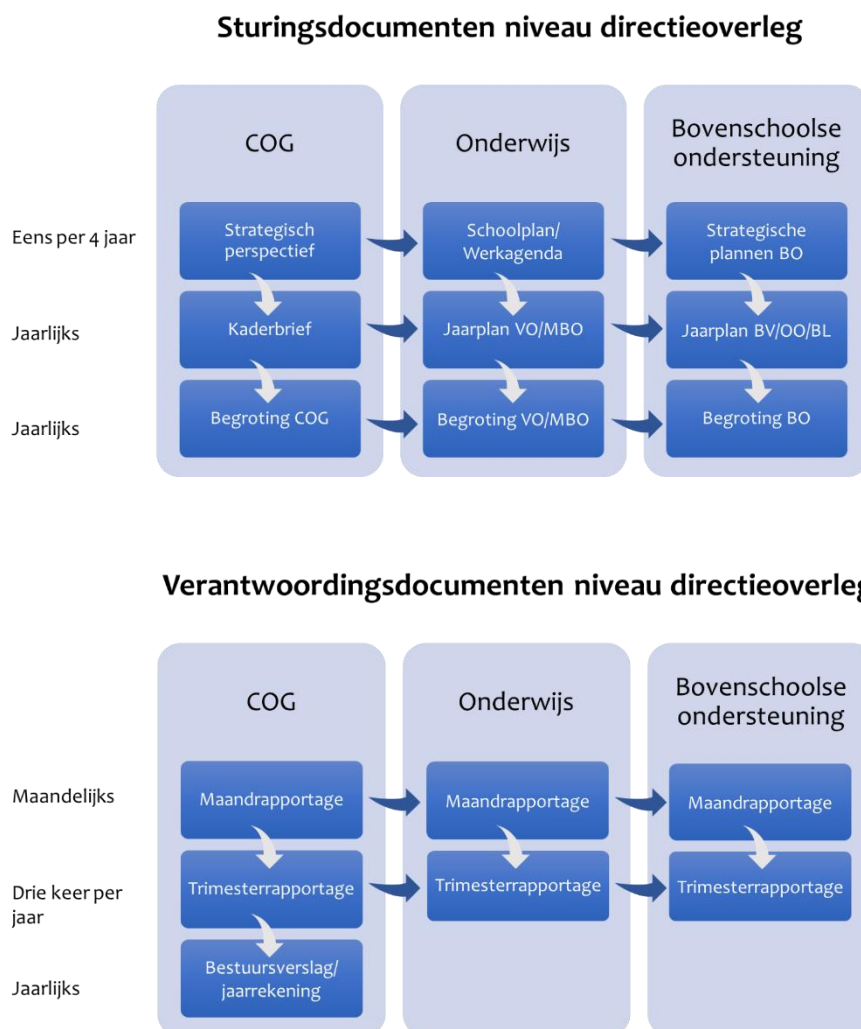 Sturingsdocumenten niveau directieoverleg
COG
Onderwijs
Bovenschoolse
ondersteuning
Eens per 4 jaar
Strategisch
perspectief
Schoolplan/
Werkagenda
Strategische
plannen BO
Jaarlijks
Kaderbrief
Jaarplan VO/MBO
Jaarplan BV/OO/BL
Jaarlijks
Begroting COG
Begroting VO/MBO
Begroting BO
Verantwoordingsdocumenten niveau directieoverleg
COG
Onderwijs
Bovenschoolse
ondersteuning
Maandelijks
Maandrapportage
Maandrapportage
Maandrapportage
Drie keer per
jaar
Trimesterrapportage
Trimesterrapportage
Trimesterrapportage
Jaarlijks
Bestuursverslag/
jaarrekening